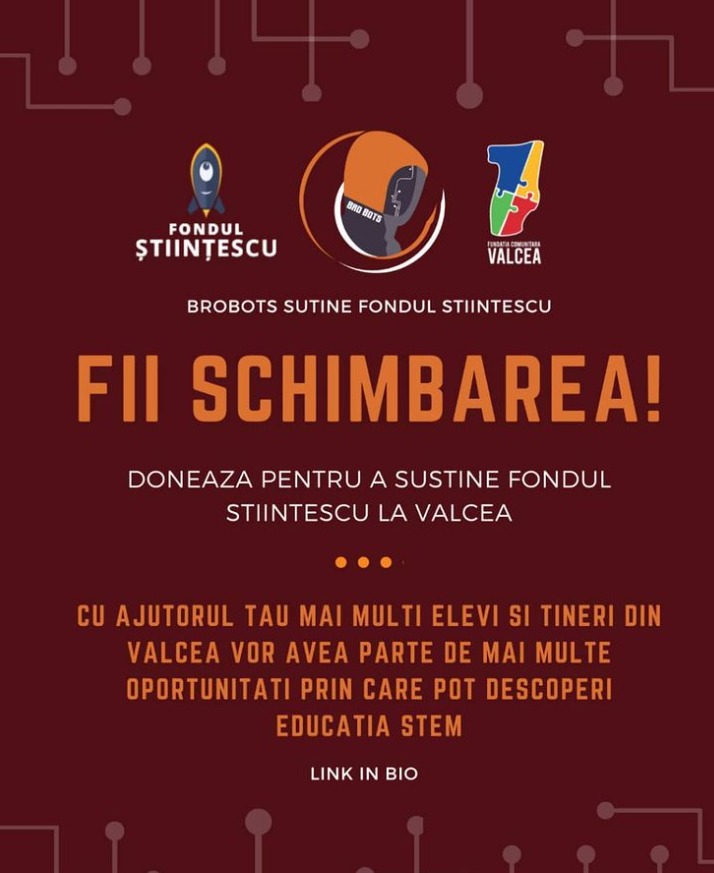 FONDUL
ȘTIINȚESCU
BRO BOTS
FUNDATIA COMUNITARA
VALCEA
BROBOTS SUTINE FONDUL STIINTESCU
FII SCHIMBAREA!
DONEAZA PENTRU A SUSTINE FONDUL
STIINTESCU LA VALCEA
CU AJUTORUL TAU MAI MULTI ELEVI SI TINERI DIN
VALCEA VOR AVEA PARTE DE MAI MULTE
OPORTUNITATI PRIN CARE POT DESCOPERI
EDUCATIA STEM
LINK IN BIO